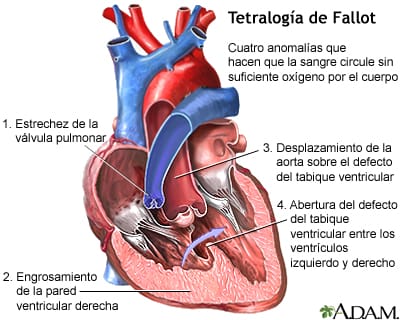 Tetralogía de Fallot
Cuatro anomalías que
hacen que la sangre circule sin
suficiente oxígeno por el cuerpo
1. Estrechez de la
válvula pulmonar
3. Desplazamiento de la
aorta sobre el defecto
del tabique ventricular
4. Abertura del defecto
del tabique
ventricular entre los
ventrículos
izquierdo y derecho
2. Engrosamiento
de la pared
ventricular derecha
ADAM.